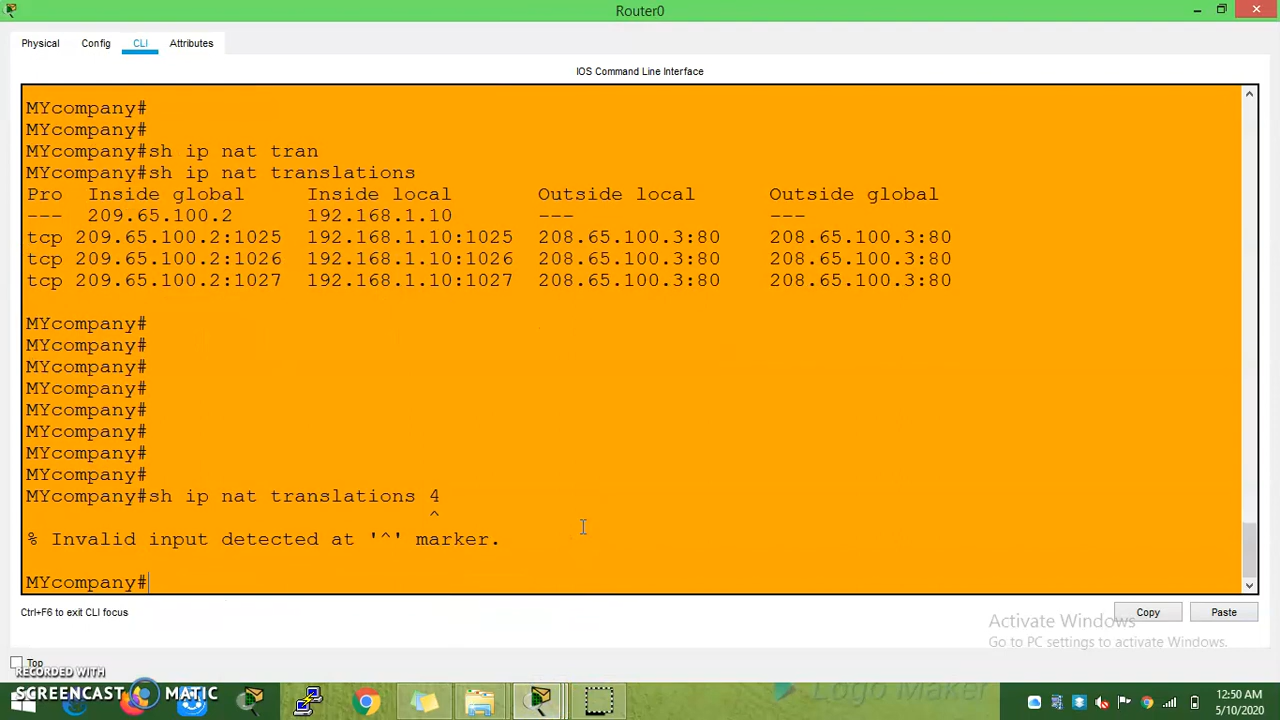 Router0
Physical Config CLI Attributes
IOS Command Line Interface
MYcompany#
MYcompany#
MYcompany#sh ip nat tran
MYcompany#sh ip nat translations
Pro Inside global Inside local Outside local Outside global
--- 209.65.100.2 192.168.1.10 --- ---
tcp 209.65.100.2:1025 192.168.1.10:1025 208.65.100.3:80 208.65.100.3:80
tcp 209.65.100.2:1026 192.168.1.10:1026 208.65.100.3:80 208.65.100.3:80
tcp 209.65.100.2:1027 192.168.1.10:1027 208.65.100.3:80 208.65.100.3:80
MYcompany#
MYcompany#
MYcompany#
MYcompany#
MYcompany#
MYcompany#
MYcompany#
MYcompany#
MYcompany#sh ip nat translations 4
^
% Invalid input detected at '^' marker.
MYcompany#
Ctrl+F6 to exit CLI focus
Copy Paste
Activate Windows
Go to PC settings to activate Windows.
Top
RECORDED WITH
SCREENCAST MATIC
Logo Maker
12:50 AM
5/10/2020